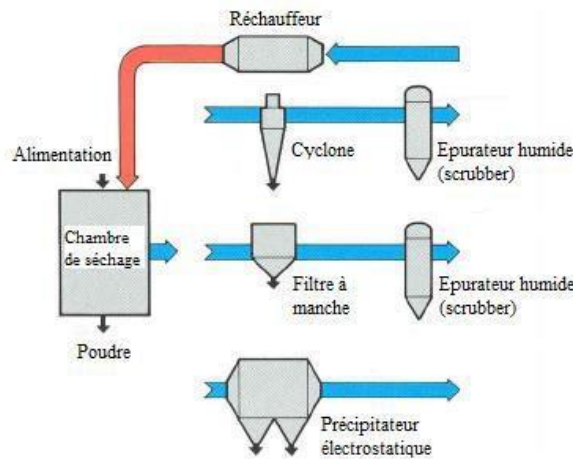 Réchauffeur
Alimentation
Cyclone
Epurateur humide
(scrubber)
Chambre
de séchage
Filtre à
manche
Epurateur humide
(scrubber)
Poudre
Précipitateur
électrostatique